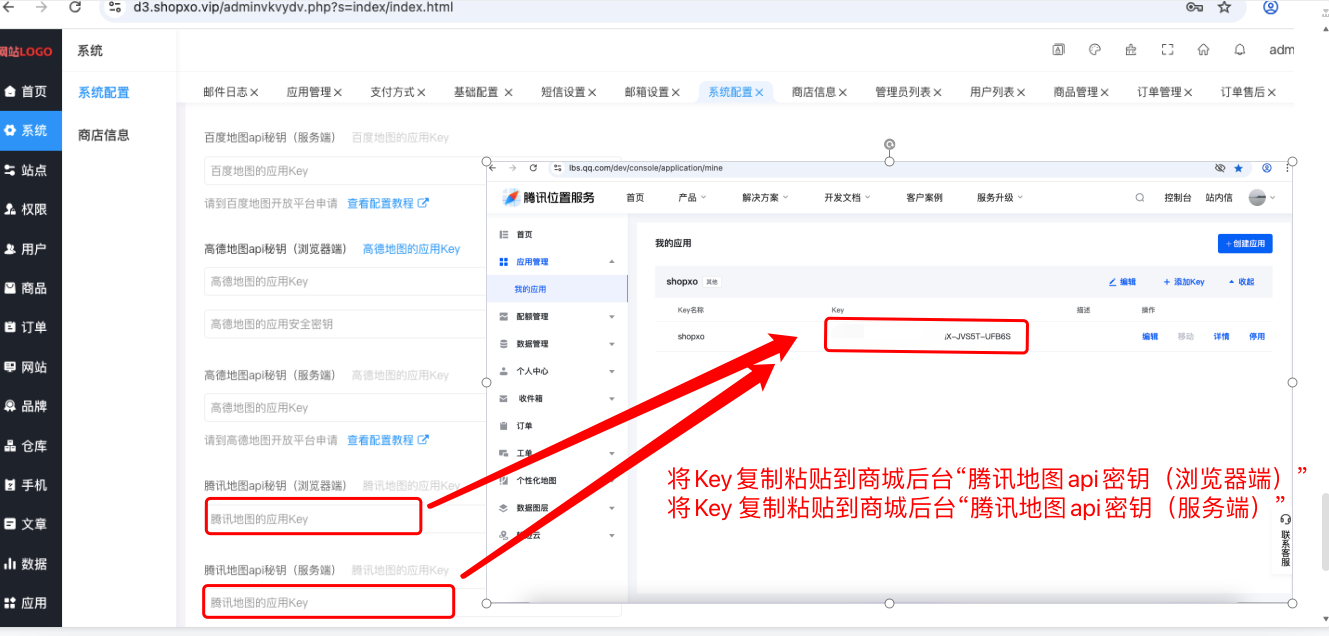 d3.shopxo.vip/adminvkvydv.php?s=index/index.html
网站LOGO
系统
adm
首页
系统
站点
权限
用户
商品
订单
网站
品牌
仓库
手机
文章
数据
应用
系统配置
商店信息
邮件日志 ×
应用管理 ×
支付方式 ×
基础配置 ×
短信设置 ×
邮箱设置 ×
系统配置 ×
商店信息 ×
管理员列表 ×
用户列表 ×
商品管理 ×
订单管理 ×
订单售后 ×
百度地图api秘钥（服务端） 百度地图的应用Key
百度地图的应用Key
请到百度地图开放平台申请 查看配置教程
高德地图api秘钥（浏览器端） 高德地图的应用Key
高德地图的应用Key
高德地图的应用安全密钥
高德地图api秘钥（服务端） 高德地图的应用Key
高德地图的应用Key
请到高德地图开放平台申请 查看配置教程
腾讯地图api秘钥（浏览器端） 腾讯地图的应用Key
腾讯地图的应用Key
腾讯地图api秘钥（服务端） 腾讯地图的应用Key
腾讯地图的应用Key
lbs.qq.com/dev/console/application/mine
腾讯位置服务
首页
产品
解决方案
开发文档
客户案例
服务升级
控制台
站内信
首页
应用管理
我的应用
配额管理
数据管理
个人中心
收件箱
订单
工单
个性化地图
数据图层
云
我的应用
+ 创建应用
shopxo 其他
编辑
+ 添加Key
收起
Key名称 Key 描述 操作
shopxo X-JVS5T-UFB6S 编辑 移动 详情 停用
将Key复制粘贴到商城后台“腾讯地图api密钥（浏览器端）”
将Key 复制粘贴到商城后台“腾讯地图api密钥（服务端）”
联系客服